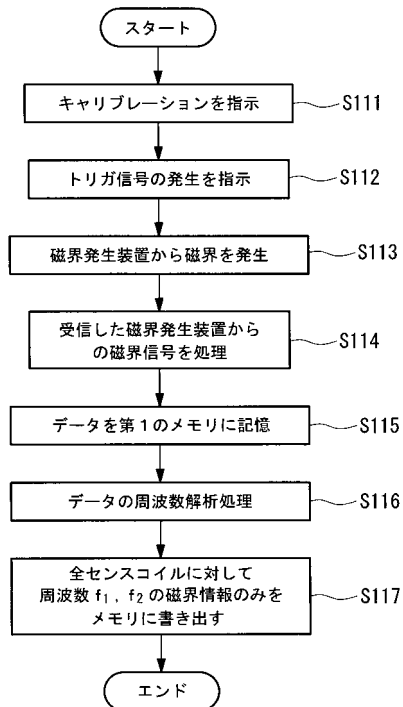 スタート
キャリブレーションを指示
S111
トリガ信号の発生を指示
S112
磁界発生装置から磁界を発生
S113
受信した磁界発生装置から
の磁界信号を処理
S114
データを第1のメモリに記憶
S115
データの周波数解析処理
S116
全センスコイルに対して
周波数 f₁ , f₂ の磁界情報のみを
メモリに書き出す
S117
エンド